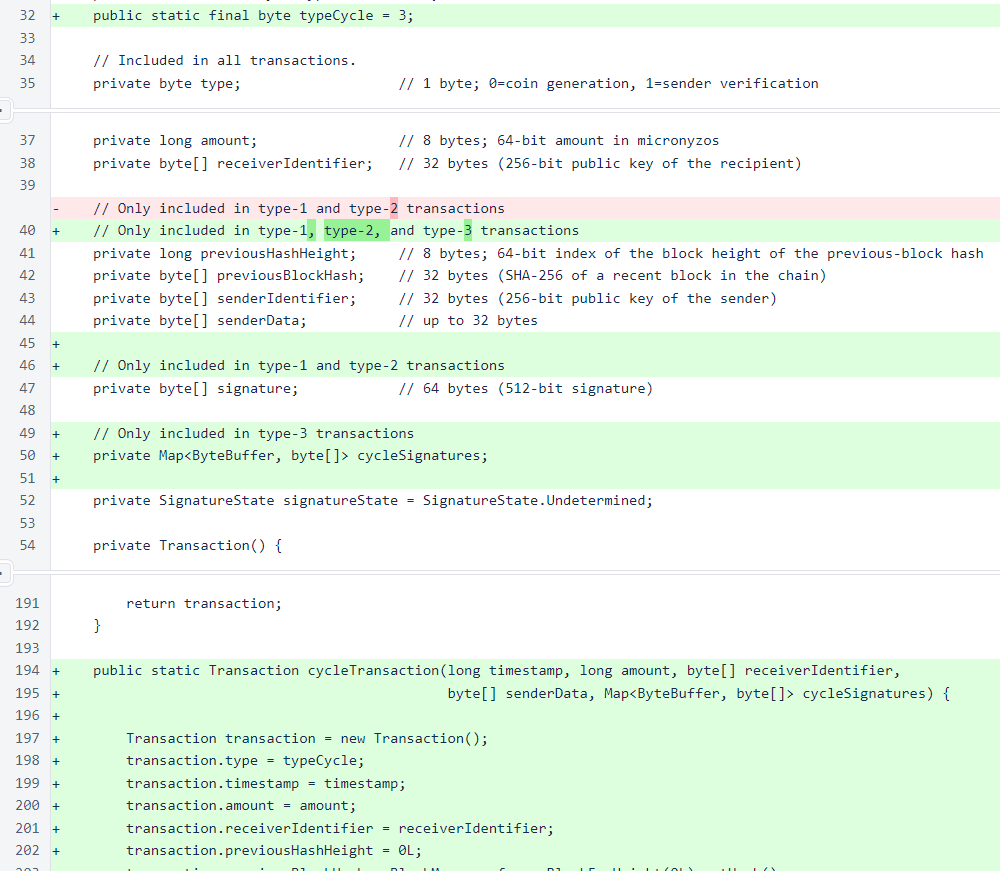 32 + public static final byte typeCycle = 3;
33
34 // Included in all transactions.
35 private byte type; // 1 byte; 0=coin generation, 1=sender verification
37 private long amount; // 8 bytes; 64-bit amount in micronyzos
38 private byte[] receiverIdentifier; // 32 bytes (256-bit public key of the recipient)
39
- // Only included in type-1 and type-2 transactions
40 + // Only included in type-1, type-2, and type-3 transactions
41 private long previousHashHeight; // 8 bytes; 64-bit index of the block height of the previous-block hash
42 private byte[] previousBlockHash; // 32 bytes (SHA-256 of a recent block in the chain)
43 private byte[] senderIdentifier; // 32 bytes (256-bit public key of the sender)
44 private byte[] senderData; // up to 32 bytes
45 +
46 + // Only included in type-1 and type-2 transactions
47 private byte[] signature; // 64 bytes (512-bit signature)
48
49 + // Only included in type-3 transactions
50 + private Map<ByteBuffer, byte[]> cycleSignatures;
51 +
52 private SignatureState signatureState = SignatureState.Undetermined;
53
54 private Transaction() {
191 return transaction;
192 }
193
194 + public static Transaction cycleTransaction(long timestamp, long amount, byte[] receiverIdentifier,
195 + byte[] senderData, Map<ByteBuffer, byte[]> cycleSignatures) {
196 +
197 + Transaction transaction = new Transaction();
198 + transaction.type = typeCycle;
199 + transaction.timestamp = timestamp;
200 + transaction.amount = amount;
201 + transaction.receiverIdentifier = receiverIdentifier;
202 + transaction.previousHashHeight = 0L;